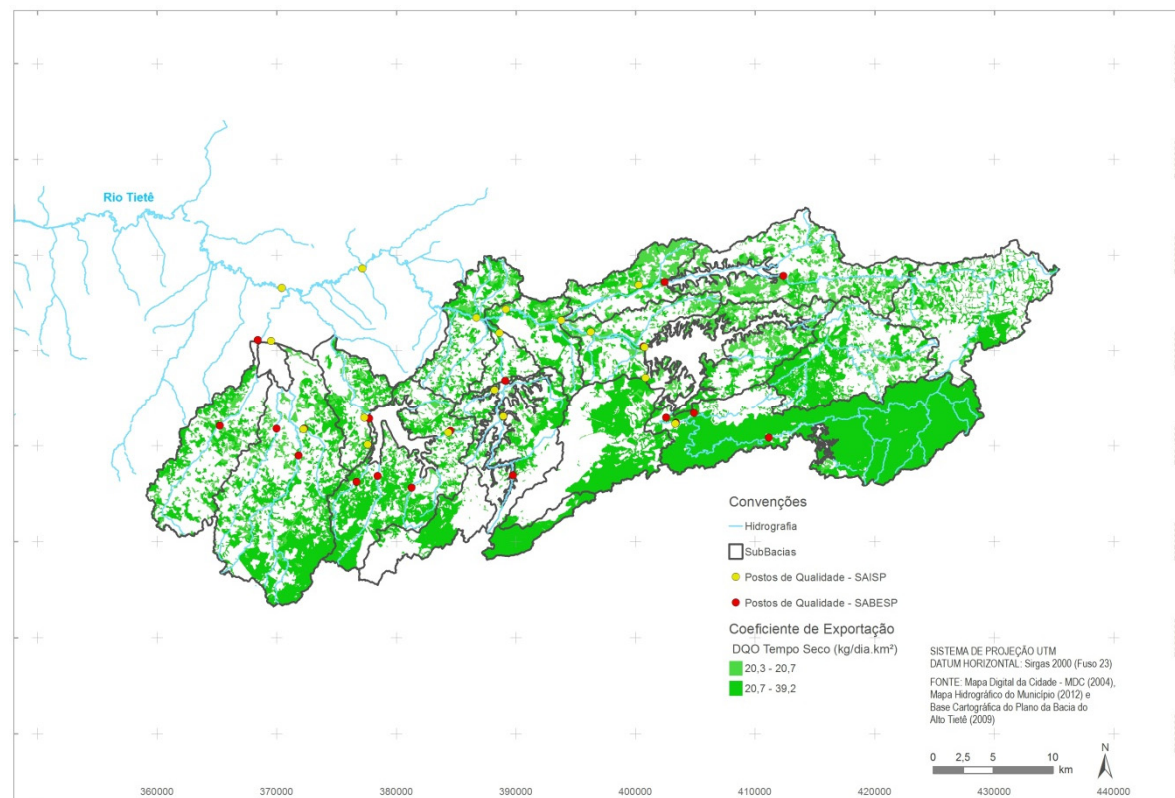 Rio Tietê
Convenções
Hidrografia
SubBacias
Postos de Qualidade - SAISP
Postos de Qualidade - SABESP
Coeficiente de Exportação
DQO Tempo Seco (kg/dia.km²)
20,3 - 20,7
20,7 - 39,2
SISTEMA DE PROJEÇÃO UTM
DATUM HORIZONTAL: Sirgas 2000 (Fuso 23)
FONTE: Mapa Digital da Cidade - MDC (2004),
Mapa Hidrográfico do Município (2012) e
Base Cartográfica do Plano da Bacia do
Alto Tietê (2009)
0 2,5 5 10
km
N
360000 370000 380000 390000 400000 410000 420000 430000 440000